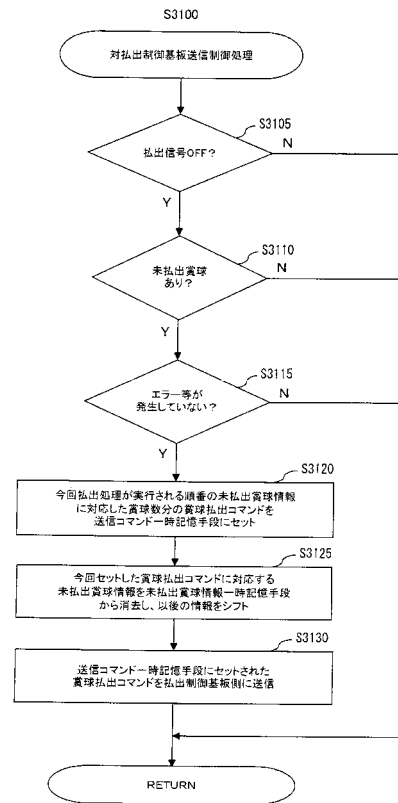 S3100
対払出制御基板送信制御処理
S3105
払出信号OFF?
N
Y
S3110
未払出賞球
あり?
N
Y
S3115
エラー等が
発生していない?
N
Y
S3120
今回払出処理が実行される順番の未払出賞球情報
に対応した賞球数分の賞球払出コマンドを
送信コマンド一時記憶手段にセット
S3125
今回セットした賞球払出コマンドに対応する
未払出賞球情報を未払出賞球情報一時記憶手段
から消去し、以後の情報をシフト
S3130
送信コマンド一時記憶手段にセットされた
賞球払出コマンドを払出制御基板側に送信
RETURN